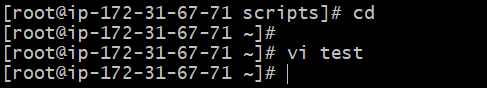 [root@ip-172-31-67-71 scripts]# cd
[root@ip-172-31-67-71 ~]#
[root@ip-172-31-67-71 ~]# vi test
[root@ip-172-31-67-71 ~]#